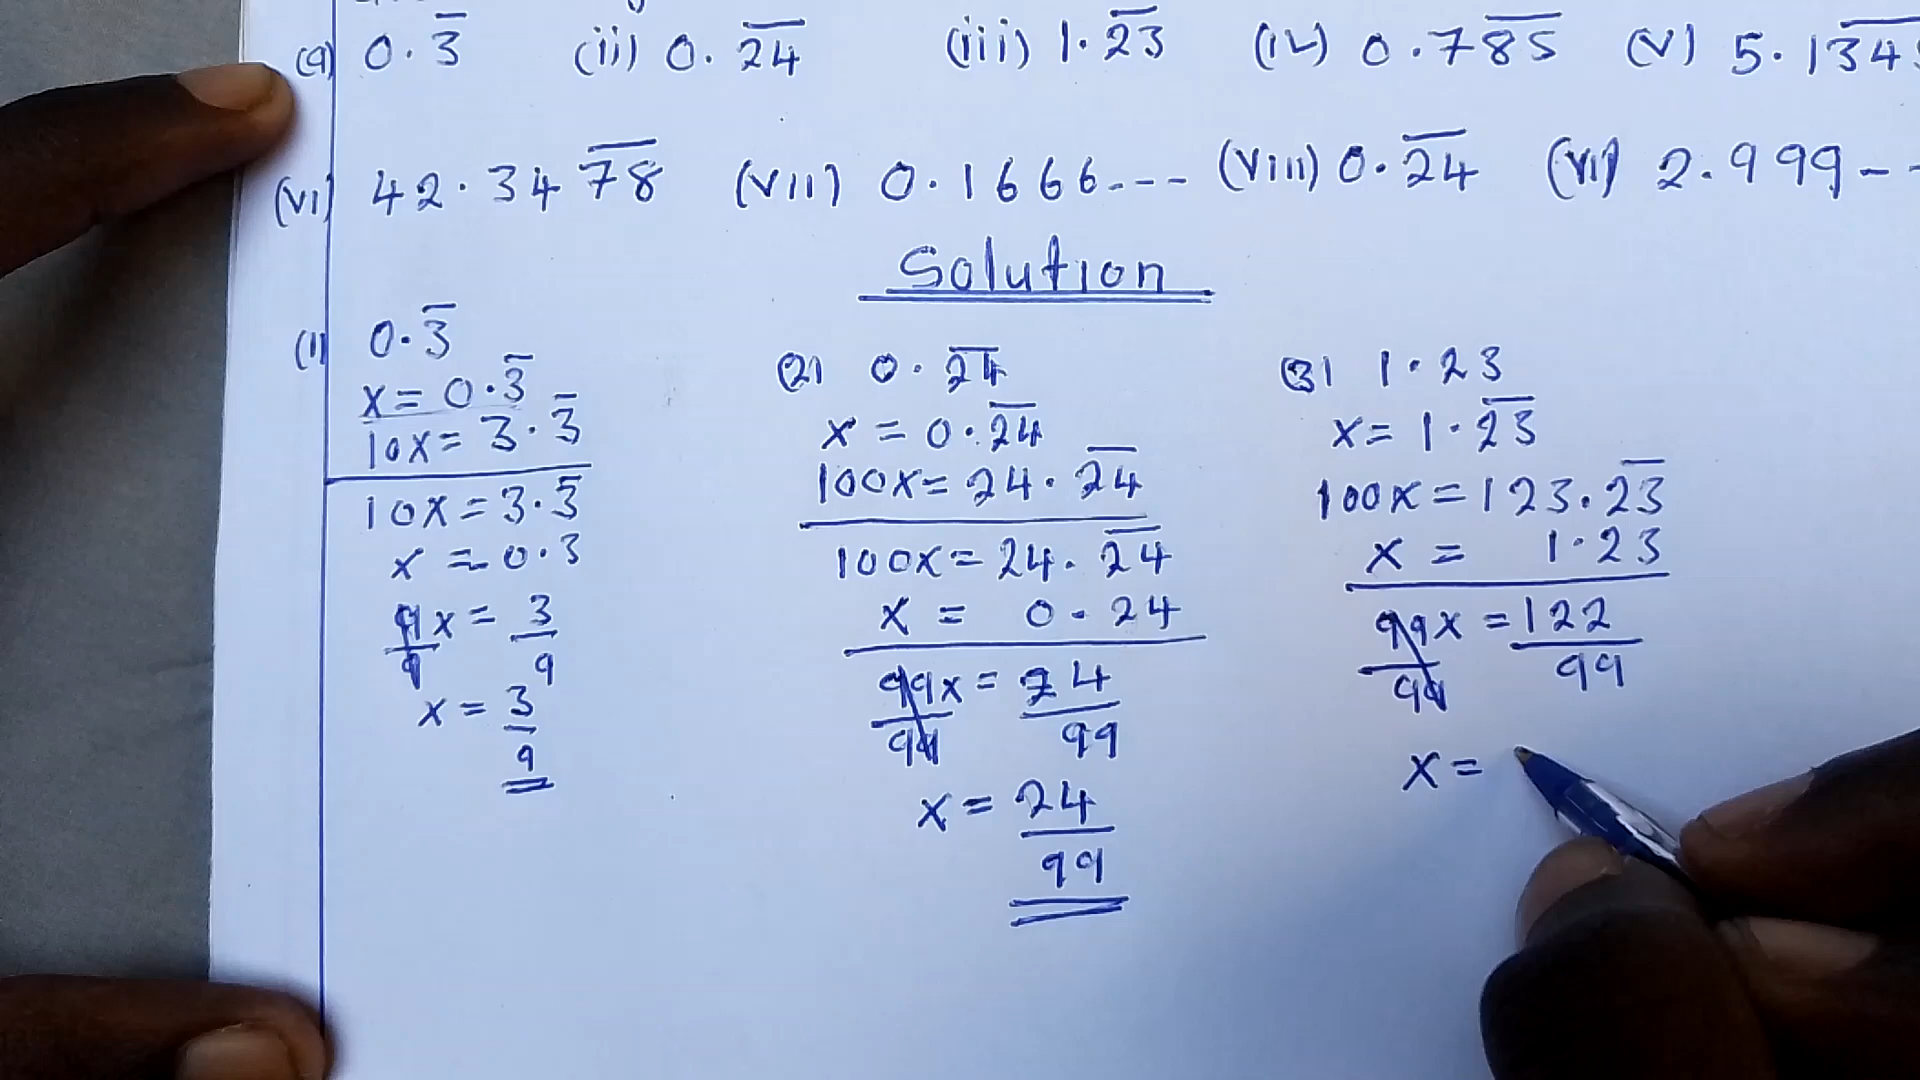 (a) 0.3̅ (ii) 0.2̅4̅ (iii) 1.2̅3̅ (iv) 0.78̅5̅ (v) 5.13̅4̅
(vi) 42.347̅8̅ (vii) 0.1666--- (viii) 0.2̅4̅ (vi) 2.999--
Solution
(1) 0.3̅
x = 0.3̅
10x = 3.3̅
10x = 3.3̅
x = 0.3
9x/9 = 3/9
x = 3/9
(2) 0.2̅4̅
x = 0.2̅4̅
100x = 24.2̅4̅
100x = 24.2̅4̅
x = 0.24
99x/99 = 24/99
x = 24/99
(3) 1.23
x = 1.2̅3̅
100x = 123.2̅3̅
x = 1.23
99x/99 = 122/99
x =